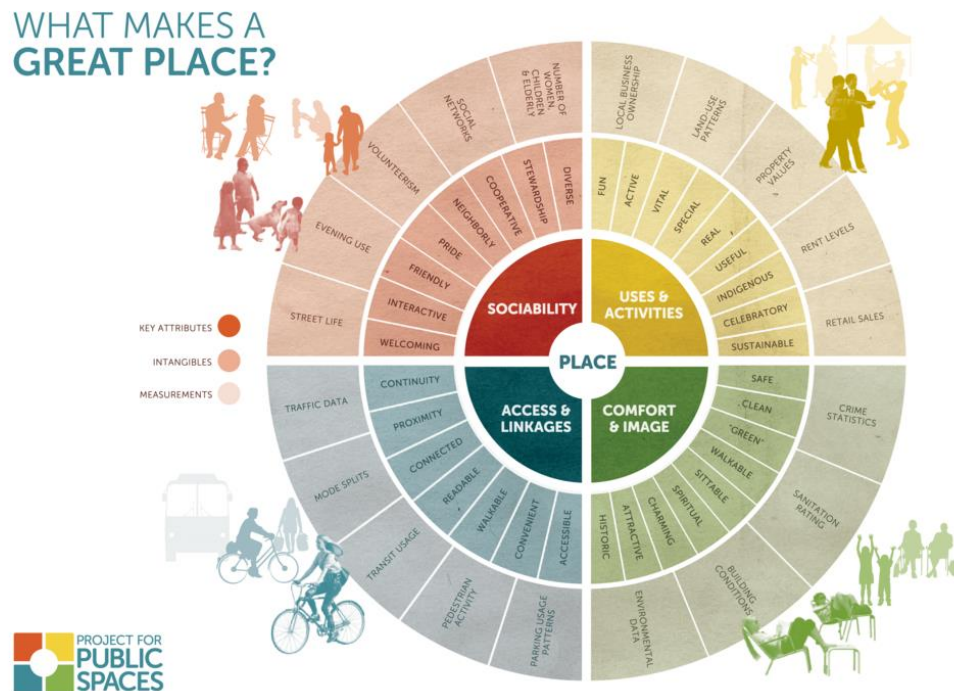 WHAT MAKES A
GREAT PLACE?
NUMBER OF
WOMEN,
CHILDREN
& ELDERLY
SOCIAL
NETWORKS
VOLUNTEERISM
EVENING USE
STREET LIFE
DIVERSE
STEWARDSHIP
COOPERATIVE
NEIGHBORLY
PRIDE
FRIENDLY
INTERACTIVE
WELCOMING
SOCIABILITY
LOCAL BUSINESS
OWNERSHIP
LAND-USE
PATTERNS
PROPERTY
VALUES
RENT LEVELS
RETAIL SALES
FUN
ACTIVE
VITAL
SPECIAL
REAL
USEFUL
INDIGENOUS
CELEBRATORY
SUSTAINABLE
USES &
ACTIVITIES
PLACE
KEY ATTRIBUTES
INTANGIBLES
MEASUREMENTS
ACCESS &
LINKAGES
CONTINUITY
PROXIMITY
CONNECTED
READABLE
WALKABLE
CONVENIENT
ACCESSIBLE
TRAFFIC DATA
MODE SPLITS
TRANSIT USAGE
PEDESTRIAN
ACTIVITY
PARKING USAGE
PATTERNS
COMFORT
& IMAGE
SAFE
CLEAN
"GREEN"
WALKABLE
SITTABLE
SPIRITUAL
CHARMING
ATTRACTIVE
HISTORIC
CRIME
STATISTICS
SANITATION
RATING
BUILDING
CONDITIONS
ENVIRONMENTAL
DATA
PROJECT FOR
PUBLIC
SPACES